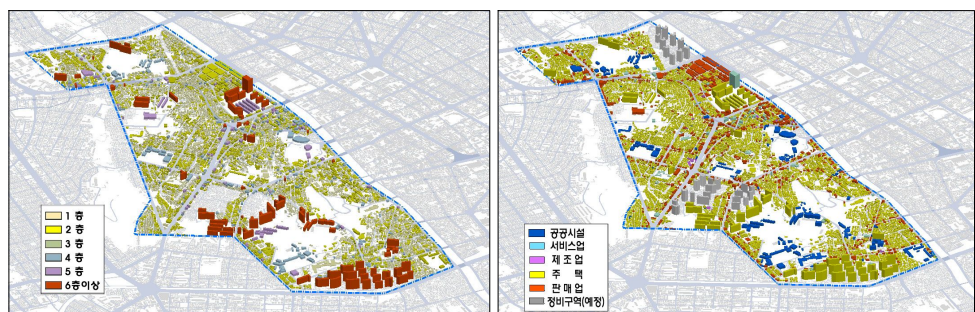 1 층
2 층
3 층
4 층
5 층
6층이상
공공시설
서비스업
제 조 업
주 택
판 매 업
정비구역(예정)